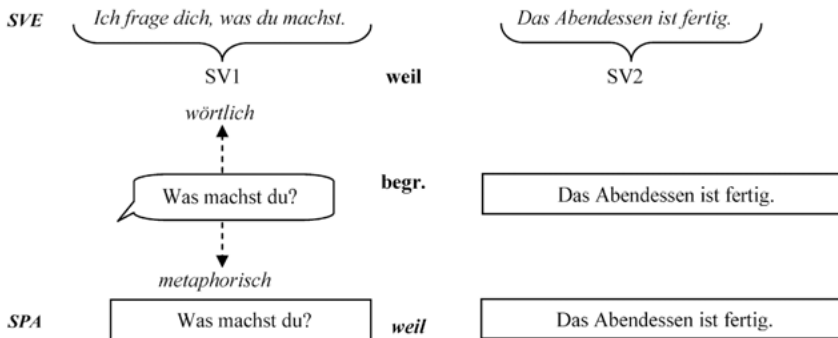 SVE Ich frage dich, was du machst. Das Abendessen ist fertig.
SV1 weil SV2
wörtlich
Was machst du? begr. Das Abendessen ist fertig.
metaphorisch
SPA Was machst du? weil Das Abendessen ist fertig.